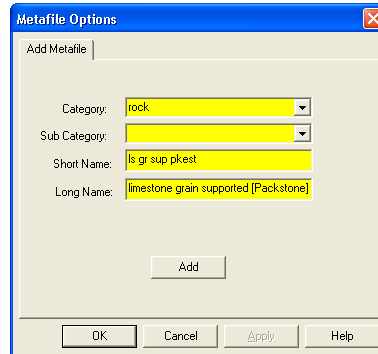 Metafile Options
Add Metafile
Category: rock
Sub Category:
Short Name: ls gr sup pkest
Long Name: limestone grain supported [Packstone]
Add
OK Cancel Apply Help